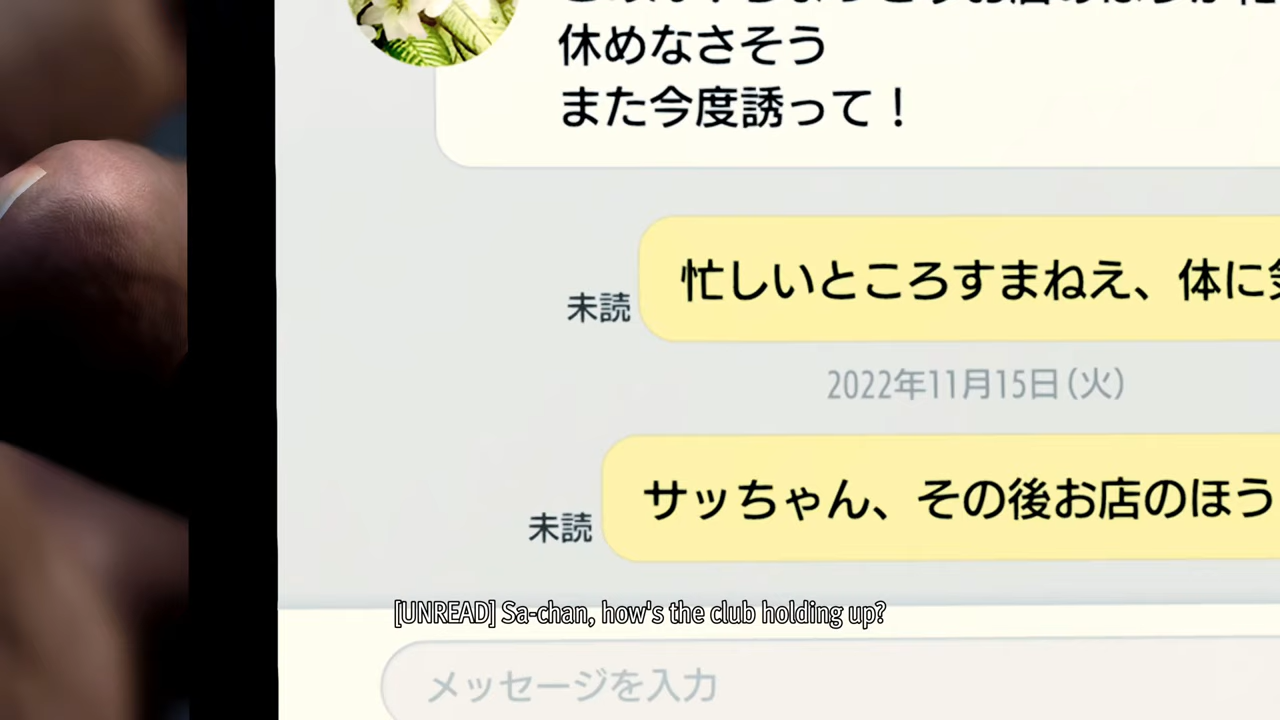 休めなさそう
また今度誘って！
忙しいところすまねえ、体に
未読
2022年11月15日（火）
サッちゃん、その後お店のほう
未読
[UNREAD] Sa-chan, how's the club holding up?
メッセージを入力